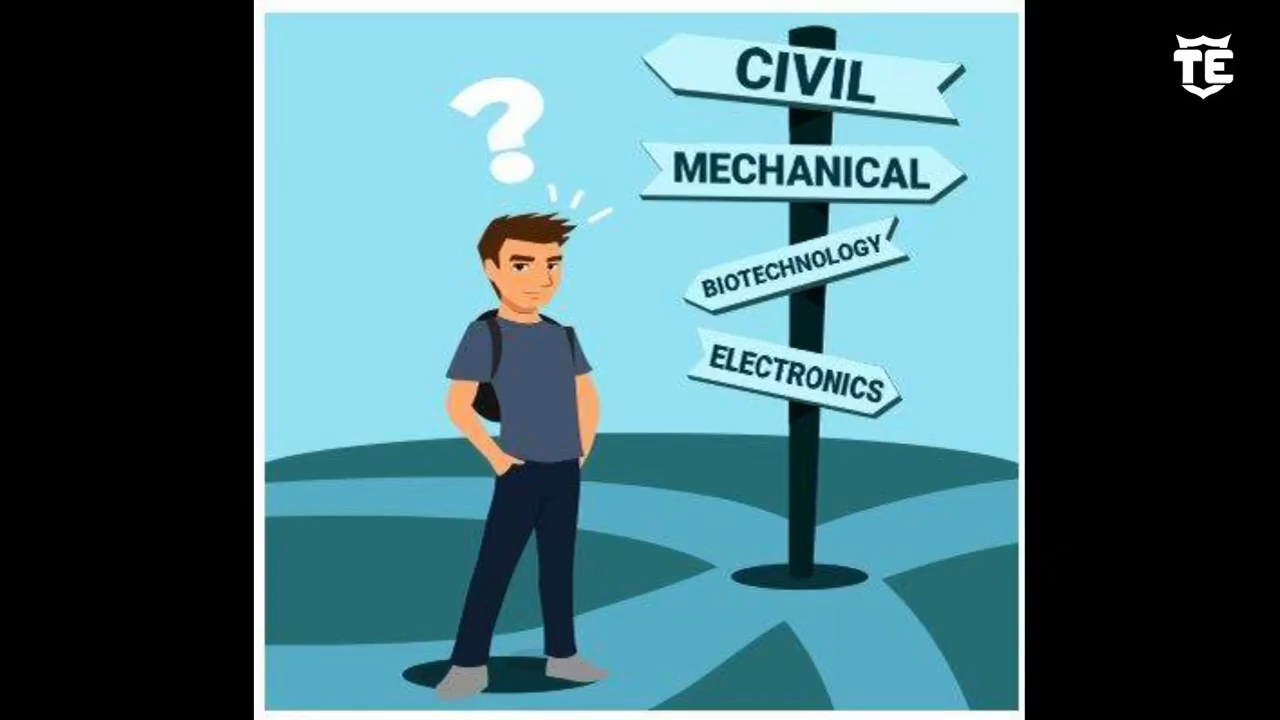 TE
?
CIVIL
MECHANICAL
BIOTECHNOLOGY
ELECTRONICS